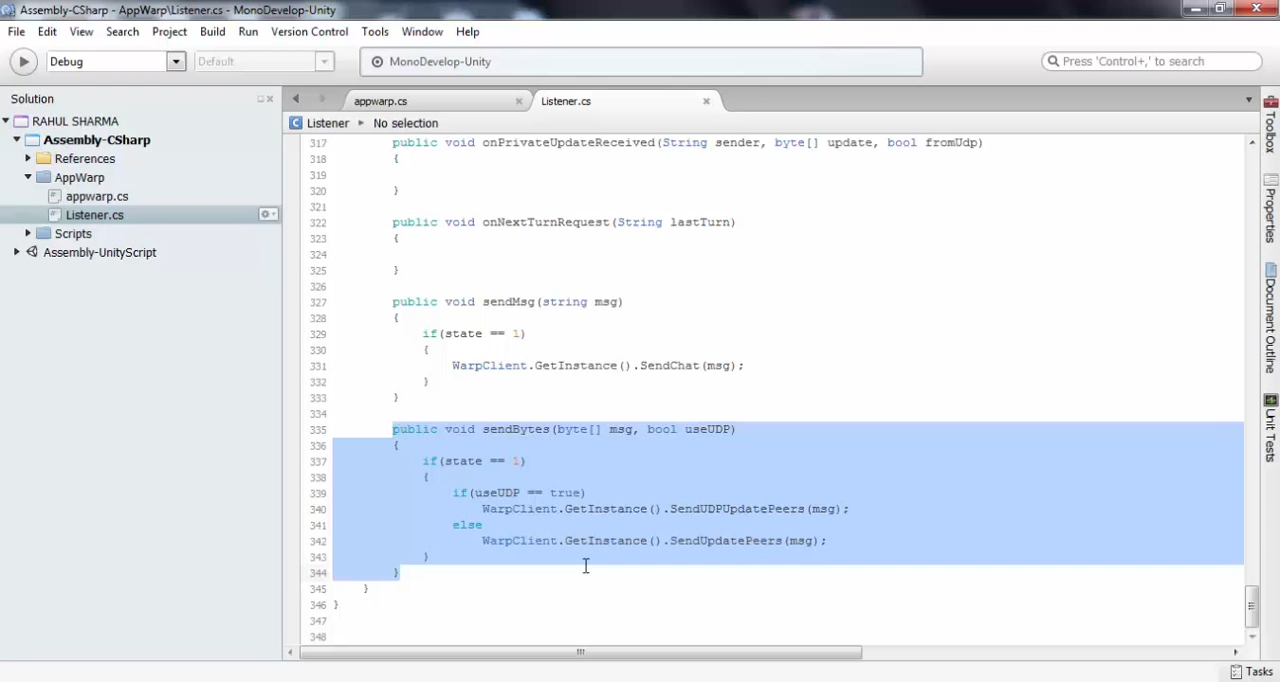 Assembly-CSharp - AppWarp\Listener.cs - MonoDevelop-Unity
File Edit View Search Project Build Run Version Control Tools Window Help
Debug Default MonoDevelop-Unity Press 'Control+,' to search
Solution
RAHUL SHARMA
Assembly-CSharp
References
AppWarp
appwarp.cs
Listener.cs
Scripts
Assembly-UnityScript
appwarp.cs Listener.cs
Listener No selection
317 public void onPrivateUpdateReceived(String sender, byte[] update, bool fromUdp)
318 {
319
320 }
321
322 public void onNextTurnRequest(String lastTurn)
323 {
324
325 }
326
327 public void sendMsg(string msg)
328 {
329 if(state == 1)
330 {
331 WarpClient.GetInstance().SendChat(msg);
332 }
333 }
334
335 public void sendBytes(byte[] msg, bool useUDP)
336 {
337 if(state == 1)
338 {
339 if(useUDP == true)
340 WarpClient.GetInstance().SendUDPUpdatePeers(msg);
341 else
342 WarpClient.GetInstance().SendUpdatePeers(msg);
343 }
344 }
345 }
346 }
347
348
Toolbox
Properties
Document Outline
Unit Tests
Tasks